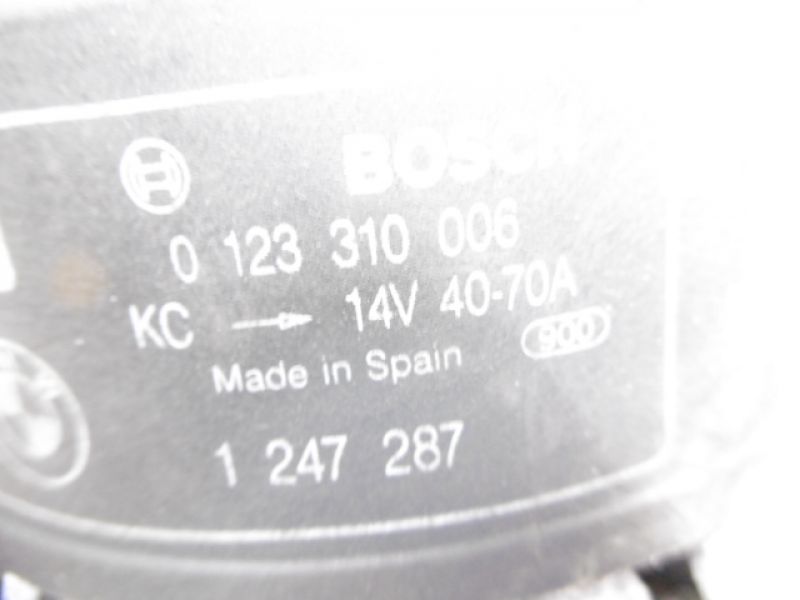 BOSCH
0 123 310 006
KC → 14V 40-70A
Made in Spain 900
1 247 287